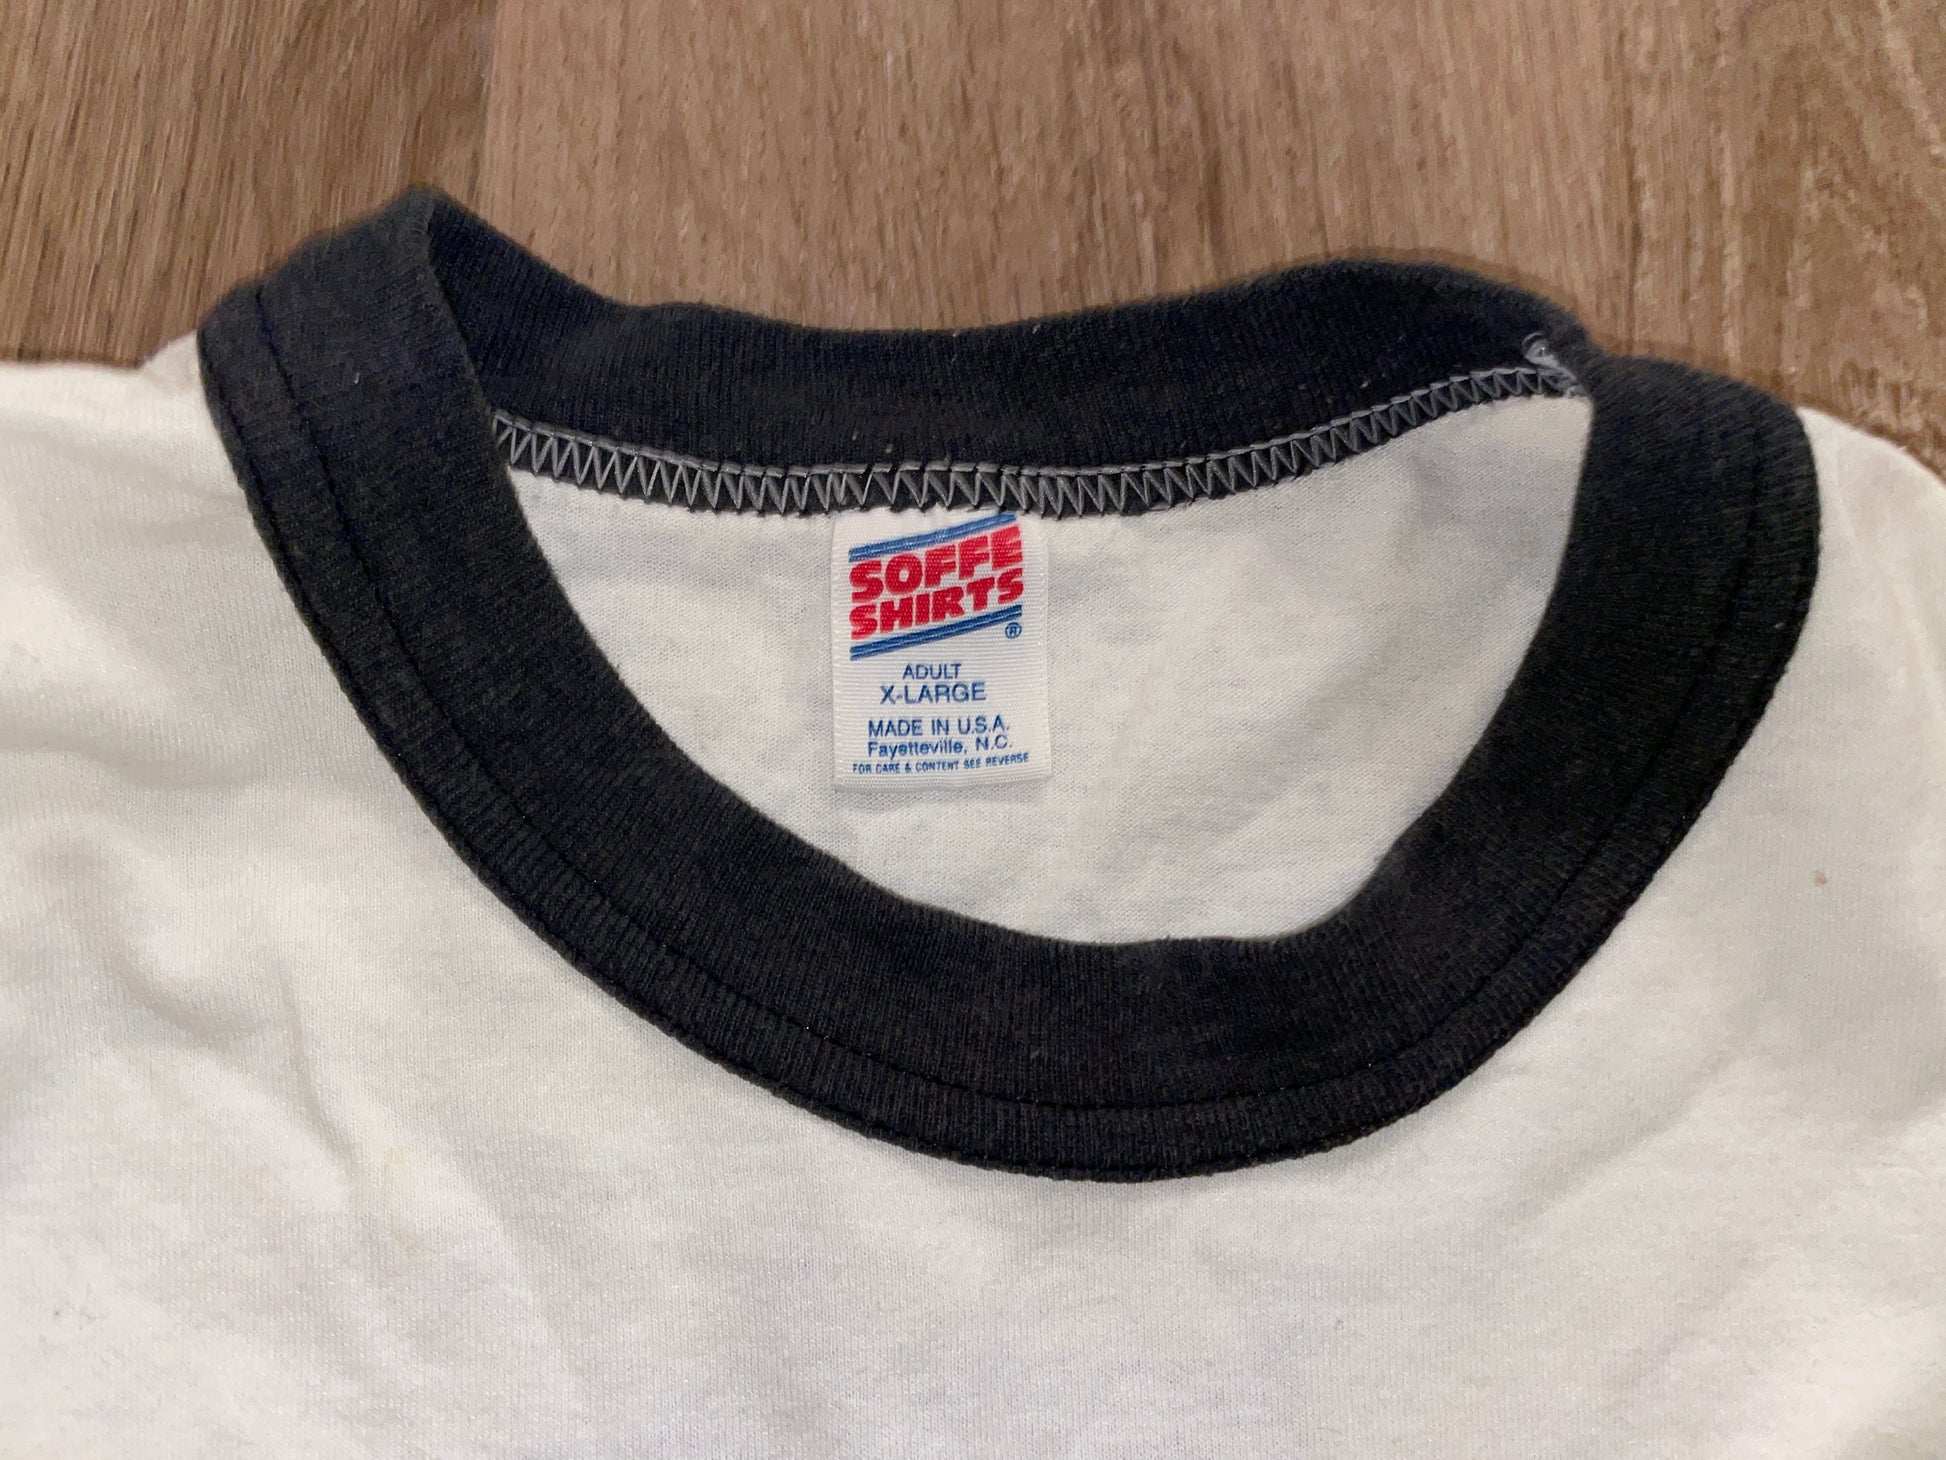 SOFFE
SHIRTS
®
ADULT
X-LARGE
MADE IN U.S.A.
Fayetteville, N.C.
FOR CARE & CONTENT SEE REVERSE